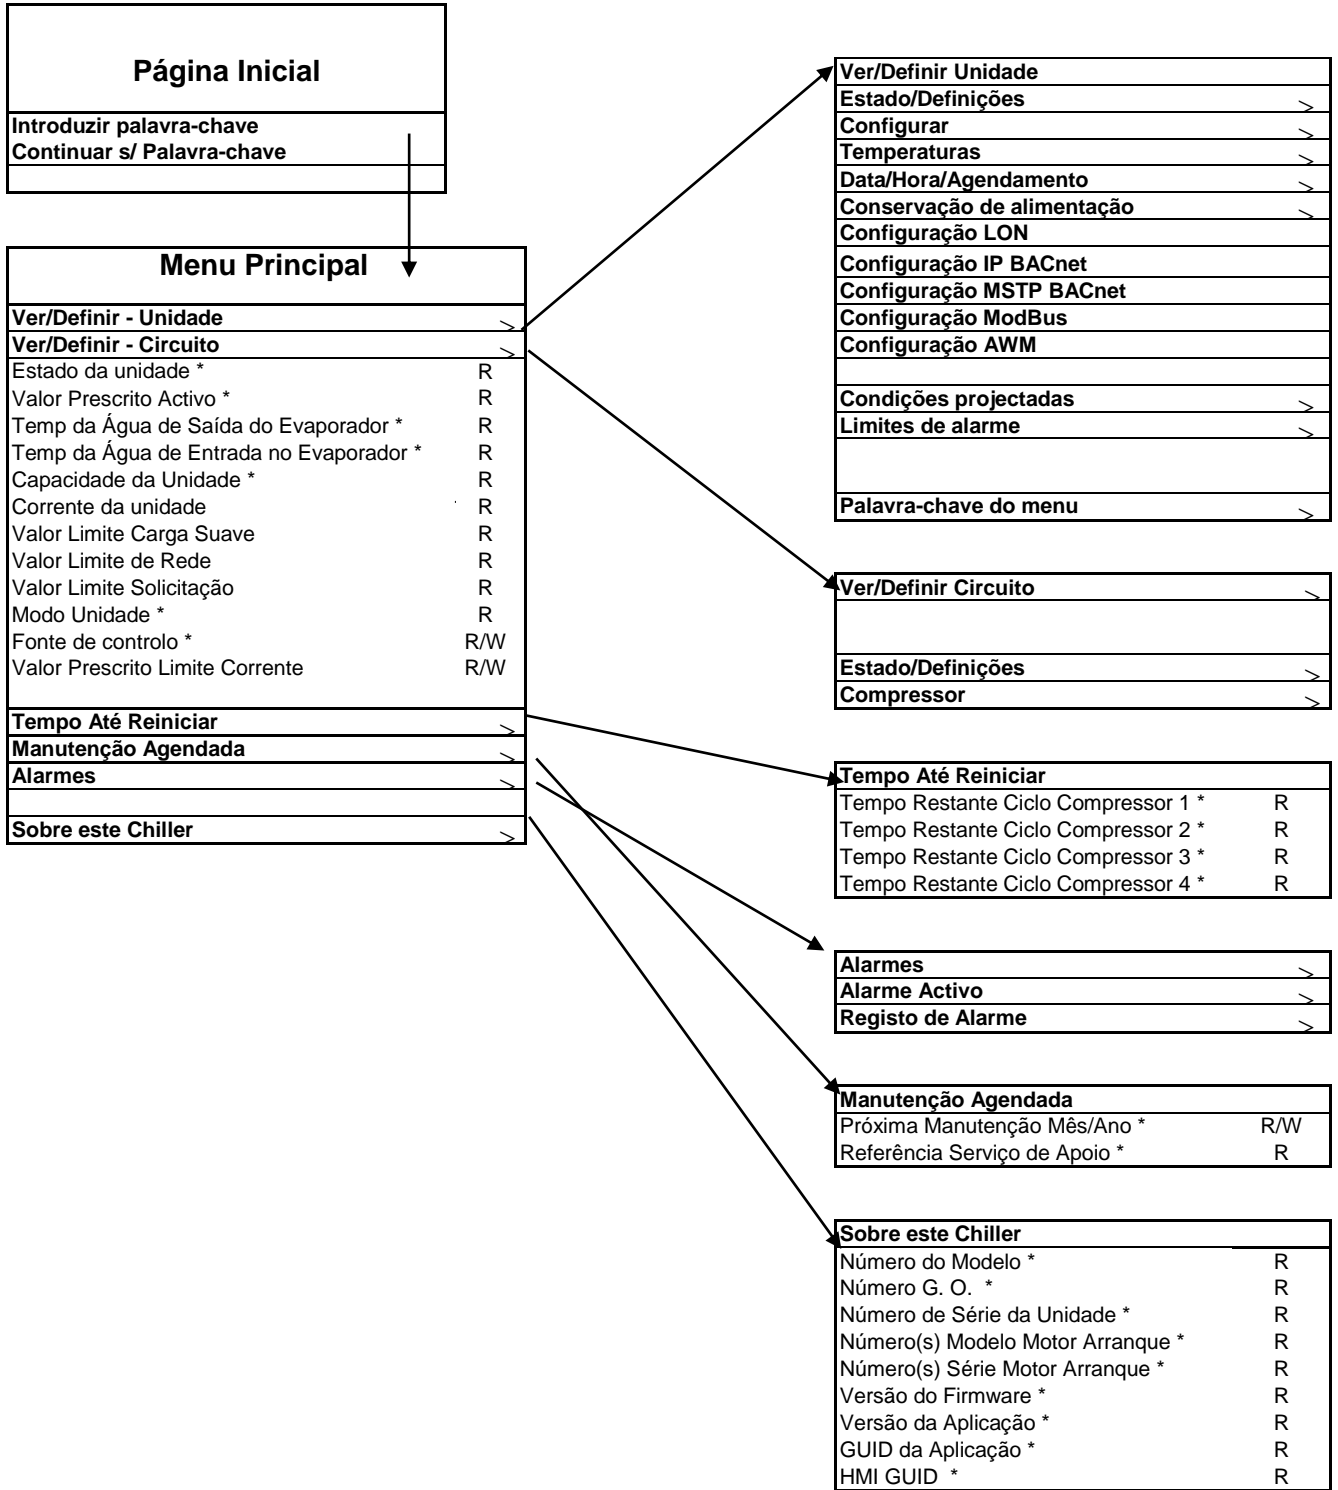 Página Inicial
Introduzir palavra-chave
Continuar s/ Palavra-chave
Menu Principal
Ver/Definir - Unidade >
Ver/Definir - Circuito >
Estado da unidade * R
Valor Prescrito Activo * R
Temp da Água de Saída do Evaporador * R
Temp da Água de Entrada no Evaporador * R
Capacidade da Unidade * R
Corrente da unidade R
Valor Limite Carga Suave R
Valor Limite de Rede R
Valor Limite Solicitação R
Modo Unidade * R
Fonte de controlo * R/W
Valor Prescrito Limite Corrente R/W
Tempo Até Reiniciar >
Manutenção Agendada >
Alarmes >
Sobre este Chiller >
Ver/Definir Unidade
Estado/Definições >
Configurar >
Temperaturas >
Data/Hora/Agendamento >
Conservação de alimentação >
Configuração LON
Configuração IP BACnet
Configuração MSTP BACnet
Configuração ModBus
Configuração AWM
Condições projectadas >
Limites de alarme >
Palavra-chave do menu >
Ver/Definir Circuito >
Estado/Definições >
Compressor >
Tempo Até Reiniciar
Tempo Restante Ciclo Compressor 1 * R
Tempo Restante Ciclo Compressor 2 * R
Tempo Restante Ciclo Compressor 3 * R
Tempo Restante Ciclo Compressor 4 * R
Alarmes >
Alarme Activo >
Registo de Alarme >
Manutenção Agendada
Próxima Manutenção Mês/Ano * R/W
Referência Serviço de Apoio * R
Sobre este Chiller
Número do Modelo * R
Número G. O. * R
Número de Série da Unidade * R
Número(s) Modelo Motor Arranque * R
Número(s) Série Motor Arranque * R
Versão do Firmware * R
Versão da Aplicação * R
GUID da Aplicação * R
HMI GUID * R